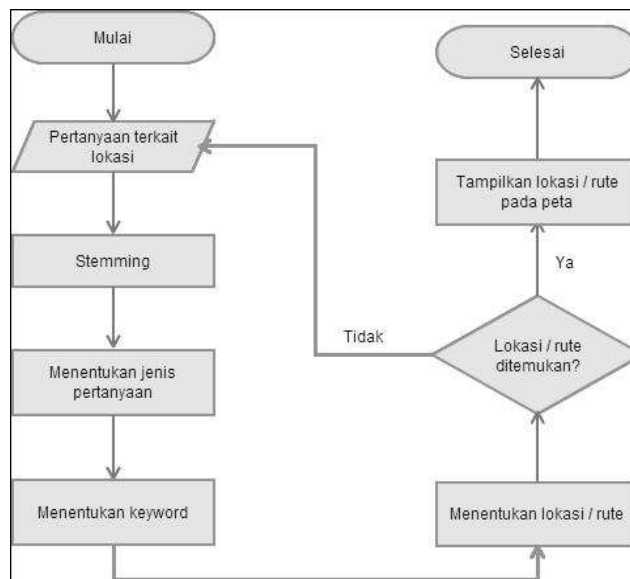 Mulai
Pertanyaan terkait
lokasi
Stemming
Menentukan jenis
pertanyaan
Menentukan keyword
Menentukan lokasi / rute
Lokasi / rute
ditemukan?
Tidak
Ya
Tampilkan lokasi / rute
pada peta
Selesai